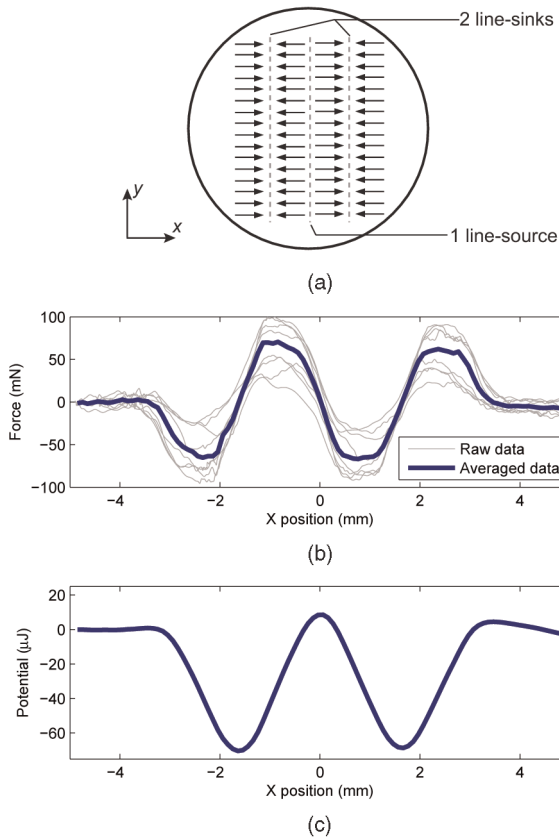 2 line-sinks
y
x
1 line-source
(a)
100
50
0
−50
−100
Force (mN)
Raw data
Averaged data
−4
−2
0
2
4
X position (mm)
(b)
20
0
−20
−40
−60
Potential (μJ)
−4
−2
0
2
4
X position (mm)
(c)